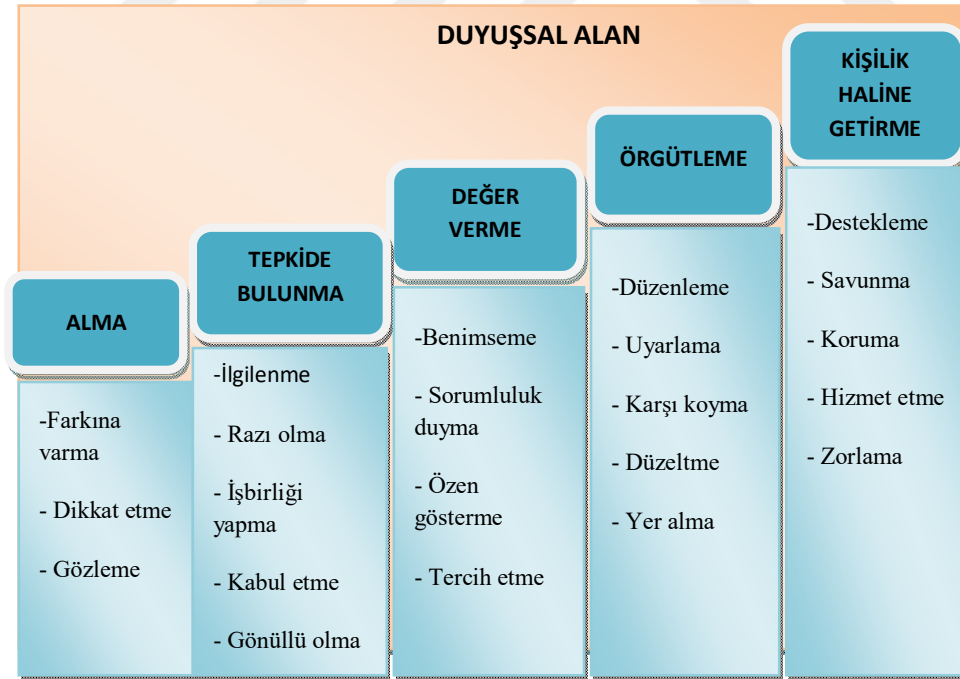 DUYUŞSAL ALAN
ALMA
-Farkına
varma
- Dikkat etme
- Gözleme
TEPKİDE
BULUNMA
-İlgilenme
- Razı olma
- İşbirliği
yapma
- Kabul etme
- Gönüllü olma
DEĞER
VERME
-Benimseme
- Sorumluluk
duyma
- Özen
gösterme
- Tercih etme
ÖRGÜTLEME
-Düzenleme
- Uyarlama
- Karşı koyma
- Düzeltme
- Yer alma
KİŞİLİK
HALİNE
GETİRME
-Destekleme
- Savunma
- Koruma
- Hizmet etme
- Zorlama